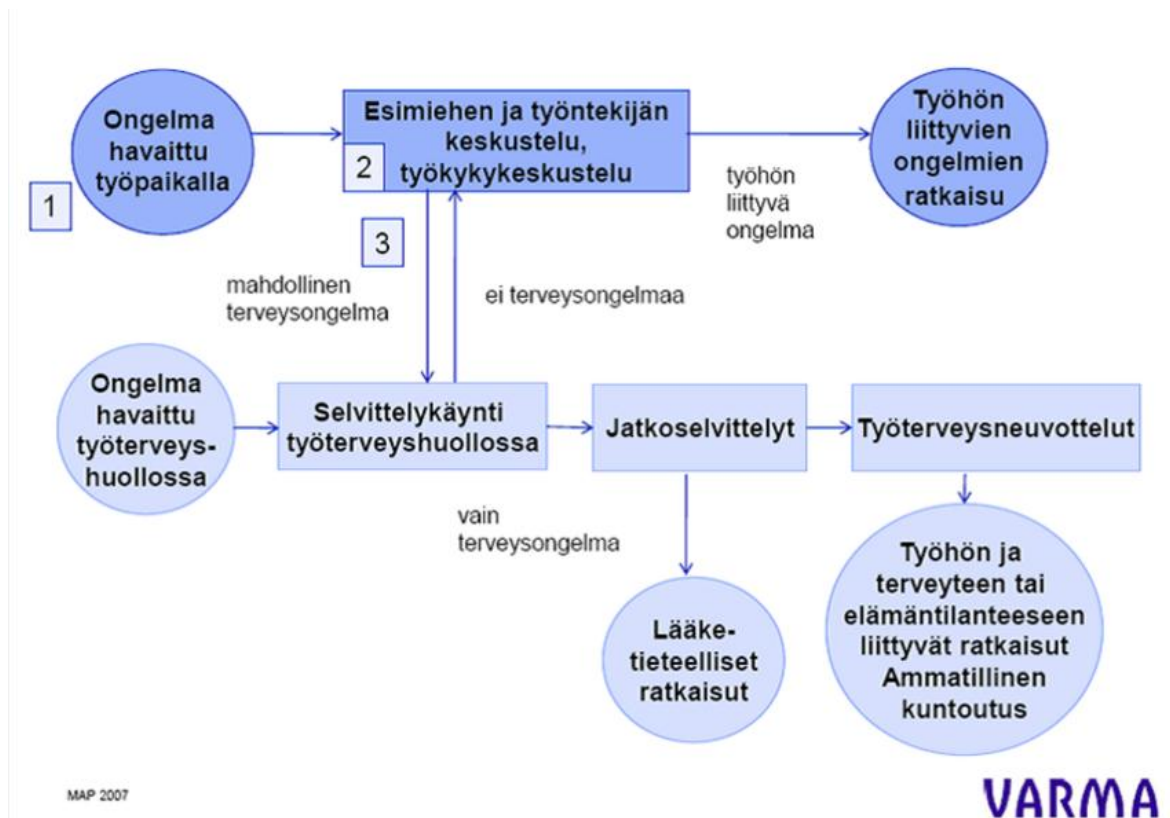 Ongelma
havaittu
työpaikalla
1
Esimiehen ja työntekijän
keskustelu,
työkykykeskustelu
2
työhön
liittyvä
ongelma
Työhön
liittyvien
ongelmien
ratkaisu
3
mahdollinen
terveysongelma
ei terveysongelmaa
Ongelma
havaittu
työterveys-
huollossa
Selvittelykäynti
työterveyshuollossa
Jatkoselvittelyt
Työterveysneuvottelut
vain
terveysongelma
Lääke-
tieteelliset
ratkaisut
Työhön ja
terveyteen tai
elämäntilanteeseen
liittyvät ratkaisut
Ammatillinen
kuntoutus
MAP 2007
VARMA